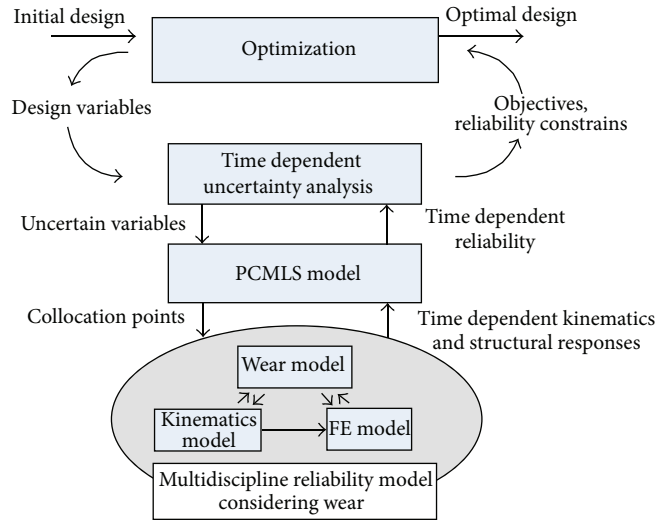 Initial design
Optimal design
Optimization
Design variables
Objectives,
reliability constrains
Time dependent
uncertainty analysis
Uncertain variables
Time dependent
reliability
PCMLS model
Collocation points
Time dependent kinematics
and structural responses
Wear model
Kinematics
model
FE model
Multidiscipline reliability model
considering wear